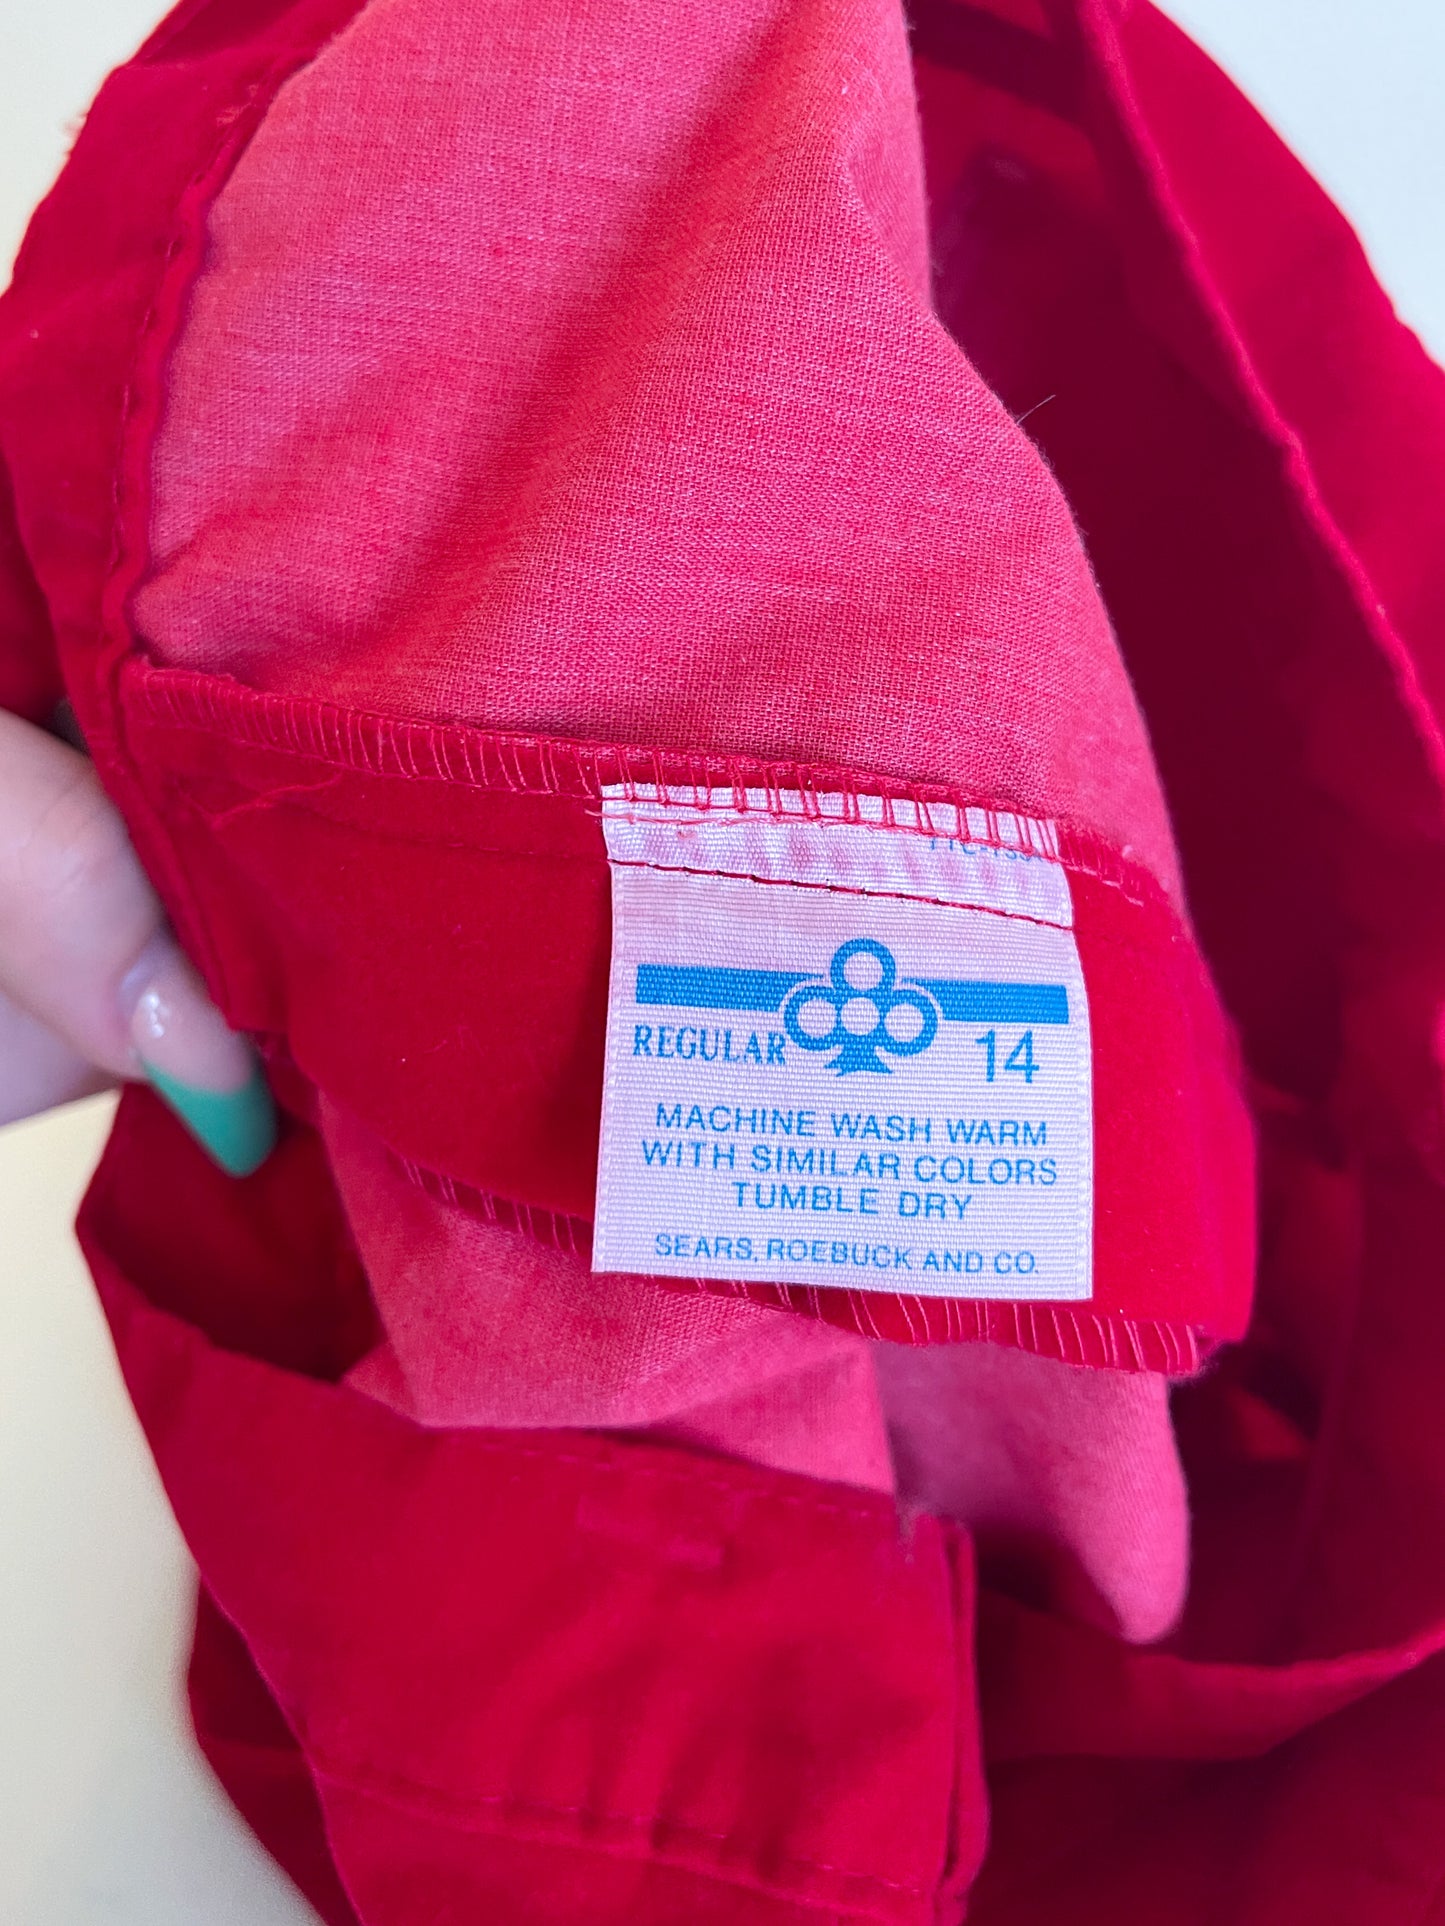 REGULAR 14
MACHINE WASH WARM
WITH SIMILAR COLORS
TUMBLE DRY
SEARS, ROEBUCK AND CO.